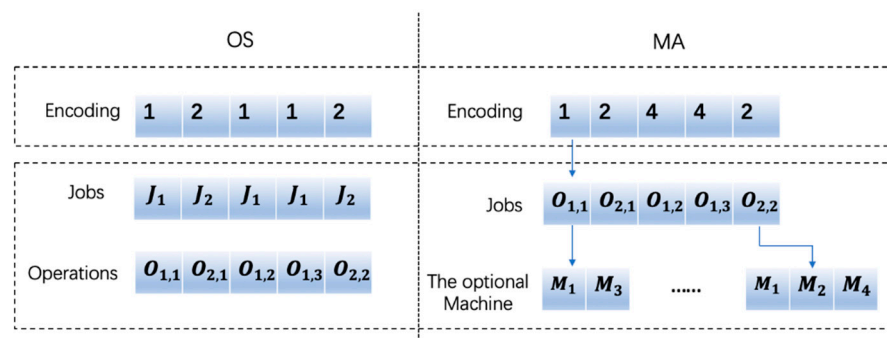 OS
MA
Encoding 1 2 1 1 2
Encoding 1 2 4 4 2
Jobs J1 J2 J1 J1 J2
Jobs O1,1 O2,1 O1,2 O1,3 O2,2
Operations O1,1 O2,1 O1,2 O1,3 O2,2
The optional
Machine M1 M3 …… M1 M2 M4